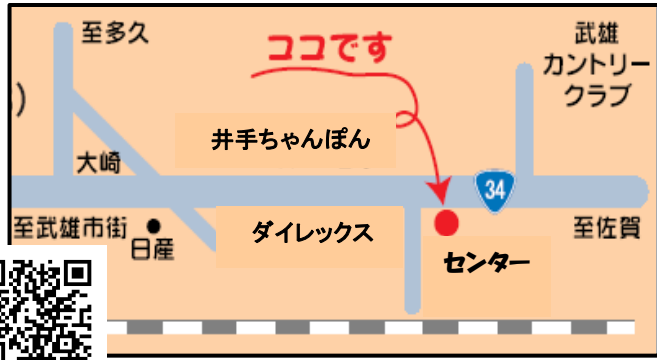 至多久
ココです
武雄
カントリー
クラブ
)
井手ちゃんぽん
大崎
34
至武雄市街
日産
ダイレックス
センター
至佐賀